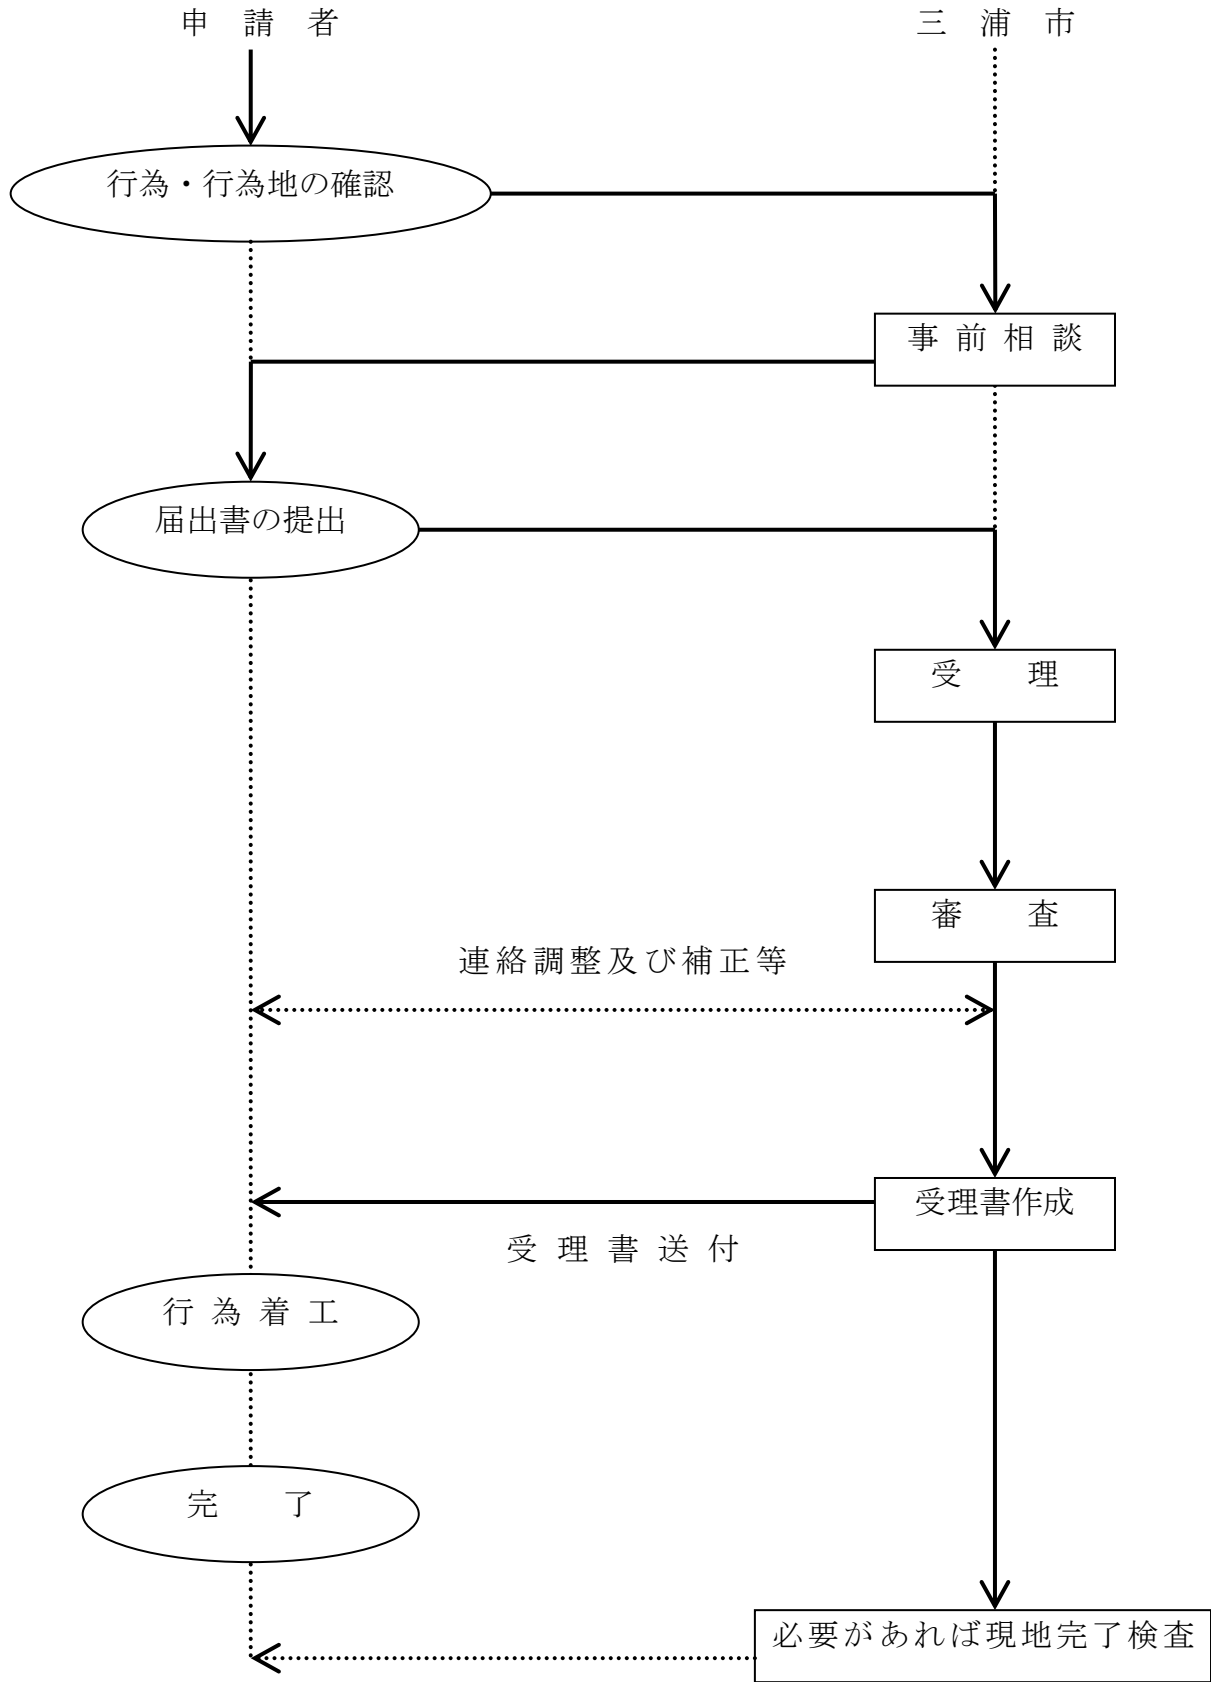 申　請　者
三　浦　市
行為・行為地の確認
事 前 相 談
届出書の提出
受　　理
審　　査
連絡調整及び補正等
受理書作成
受 理 書 送 付
行 為 着 工
完　　了
必要があれば現地完了検査